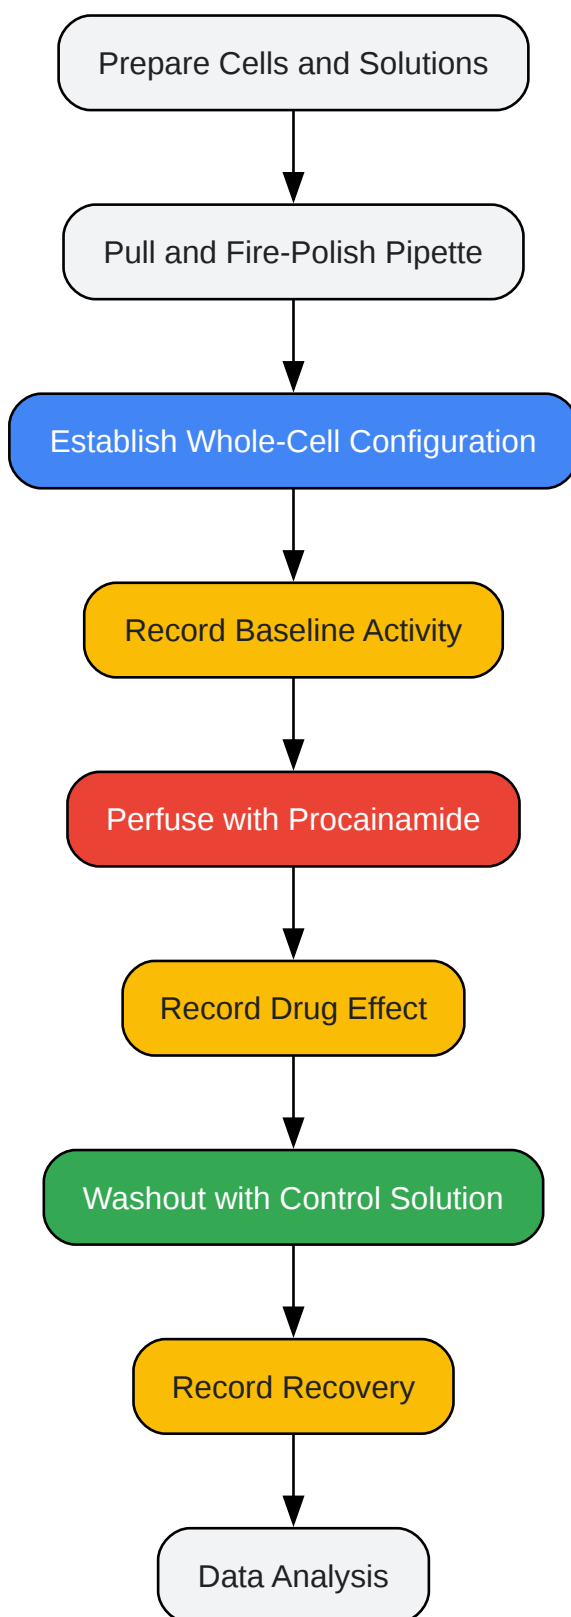 Prepare Cells and Solutions
Pull and Fire-Polish Pipette
Establish Whole-Cell Configuration
Record Baseline Activity
Perfuse with Procainamide
Record Drug Effect
Washout with Control Solution
Record Recovery
Data Analysis